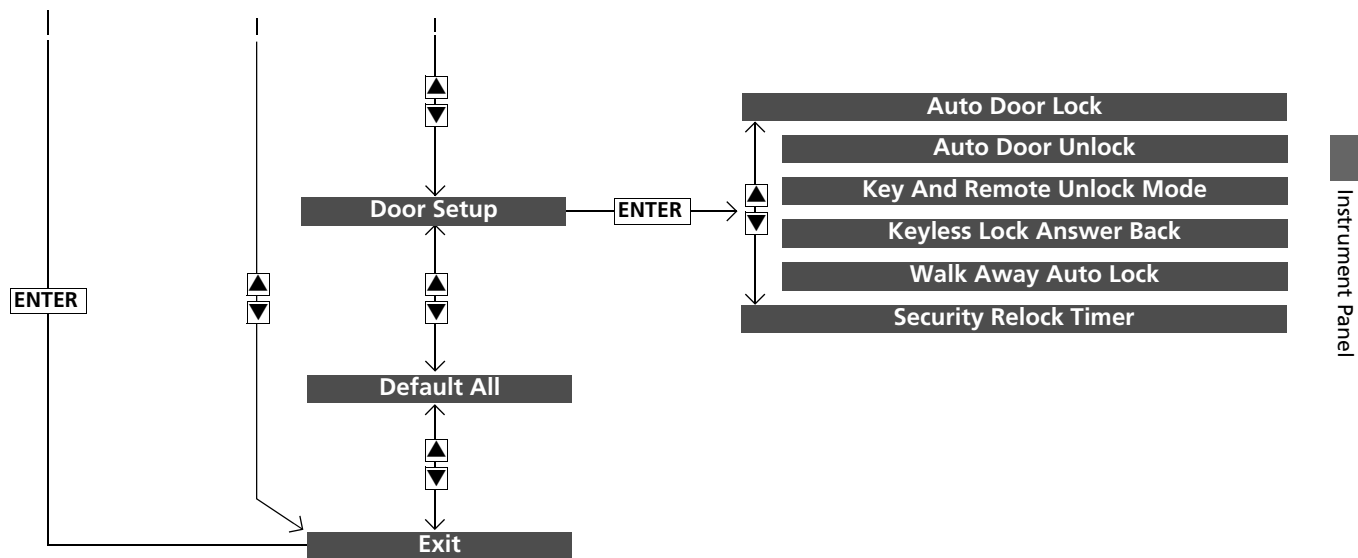 Auto Door Lock
Auto Door Unlock
Door Setup
ENTER
Key And Remote Unlock Mode
Keyless Lock Answer Back
Walk Away Auto Lock
Security Relock Timer
ENTER
Default All
Exit
Instrument Panel